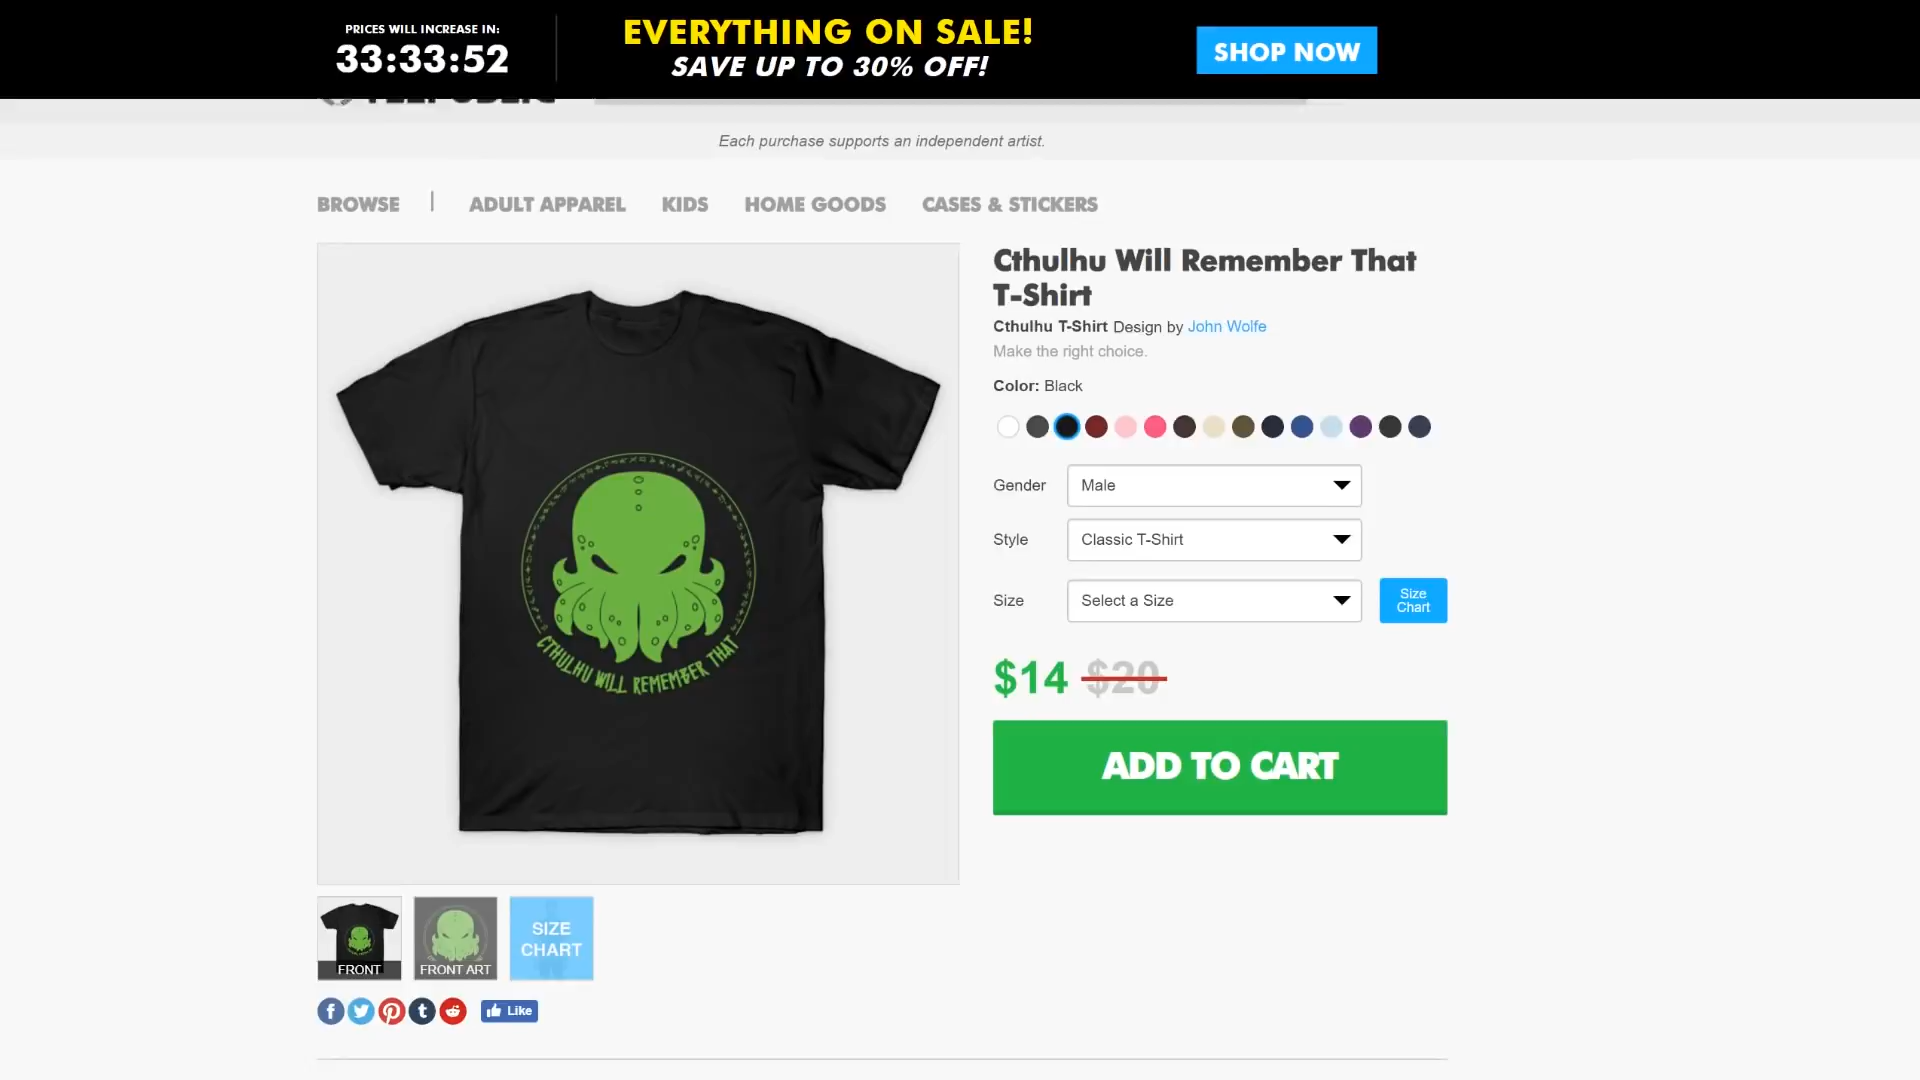 PRICES WILL INCREASE IN:
33:33:52
EVERYTHING ON SALE!
SAVE UP TO 30% OFF!
SHOP NOW
Each purchase supports an independent artist.
BROWSE | ADULT APPAREL KIDS HOME GOODS CASES & STICKERS
CTHULHU WILL REMEMBER THAT
Cthulhu Will Remember That
T-Shirt
Cthulhu T-Shirt Design by John Wolfe
Make the right choice.
Color: Black
Gender Male
Style Classic T-Shirt
Size Select a Size
Size
Chart
$14 $20
ADD TO CART
FRONT
FRONT ART
SIZE
CHART
Like